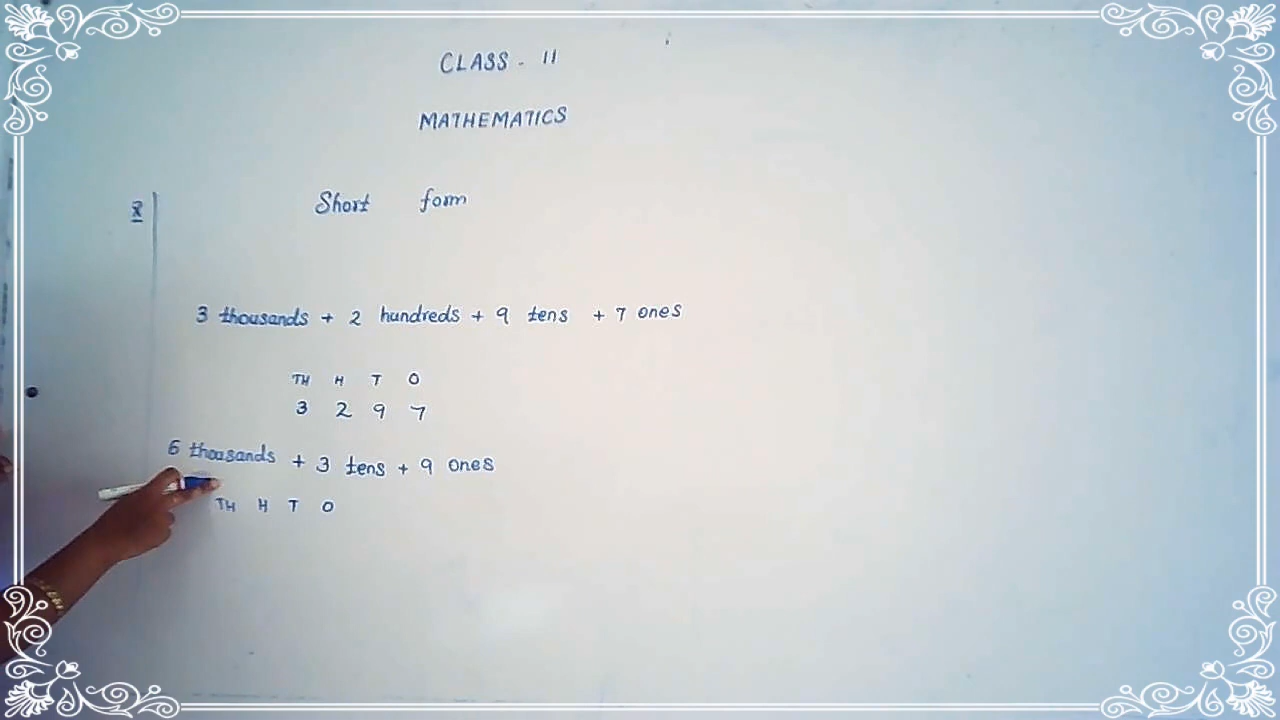 CLASS - II
MATHEMATICS
Short form
3 thousands + 2 hundreds + 9 tens + 7 ones
TH H T O
3 2 9 7
6 thousands + 3 tens + 9 ones
TH H T O